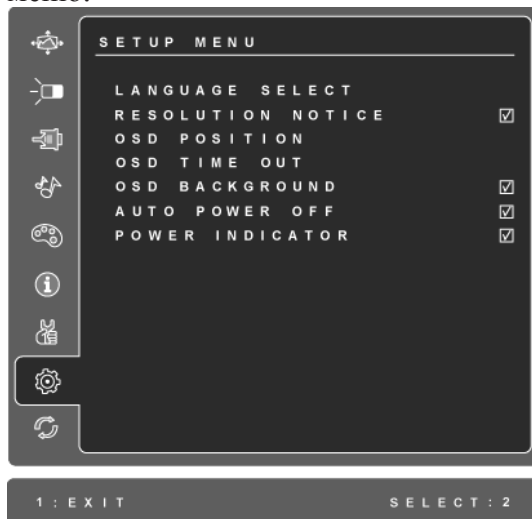 SETUP MENU
LANGUAGE SELECT
RESOLUTION NOTICE
OSD POSITION
OSD TIME OUT
OSD BACKGROUND
AUTO POWER OFF
POWER INDICATOR
1:EXIT SELECT:2